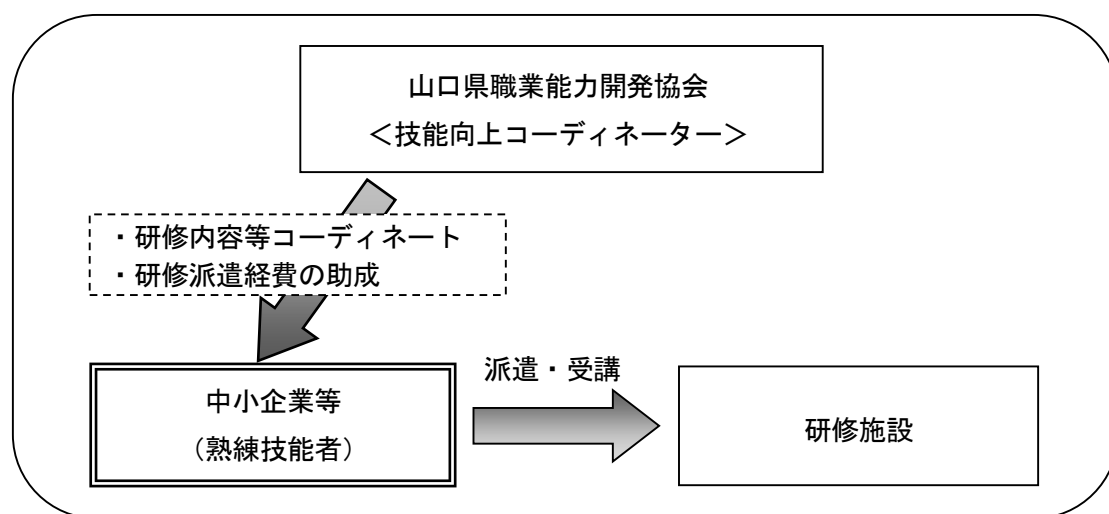 山口県職業能力開発協会
＜技能向上コーディネーター＞
・研修内容等コーディネート
・研修派遣経費の助成
派遣・受講
中小企業等
（熟練技能者）
研修施設